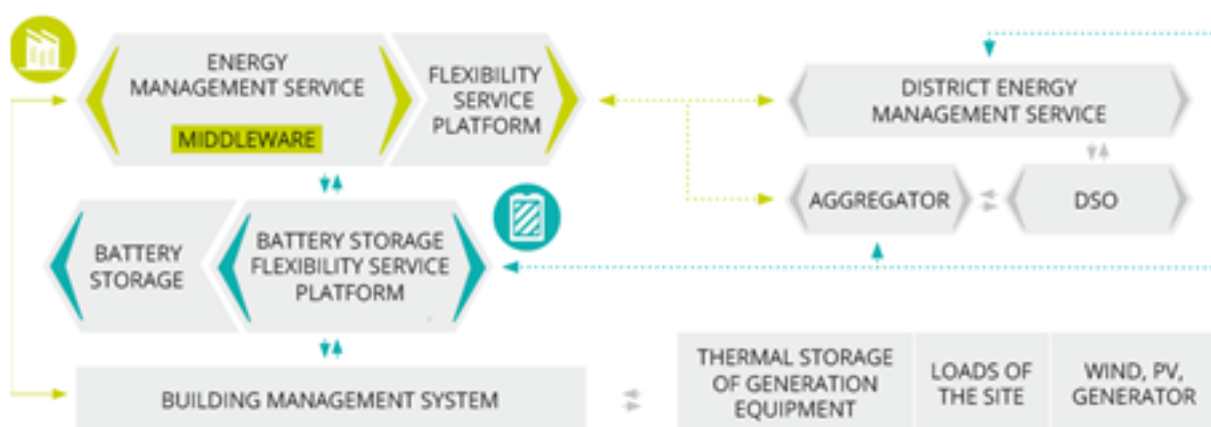 ENERGY
MANAGEMENT SERVICE
MIDDLEWARE
FLEXIBILITY
SERVICE
PLATFORM
DISTRICT ENERGY
MANAGEMENT SERVICE
AGGREGATOR
DSO
BATTERY
STORAGE
BATTERY STORAGE
FLEXIBILITY SERVICE
PLATFORM
BUILDING MANAGEMENT SYSTEM
THERMAL STORAGE
OF GENERATION
EQUIPMENT
LOADS OF
THE SITE
WIND, PV,
GENERATOR